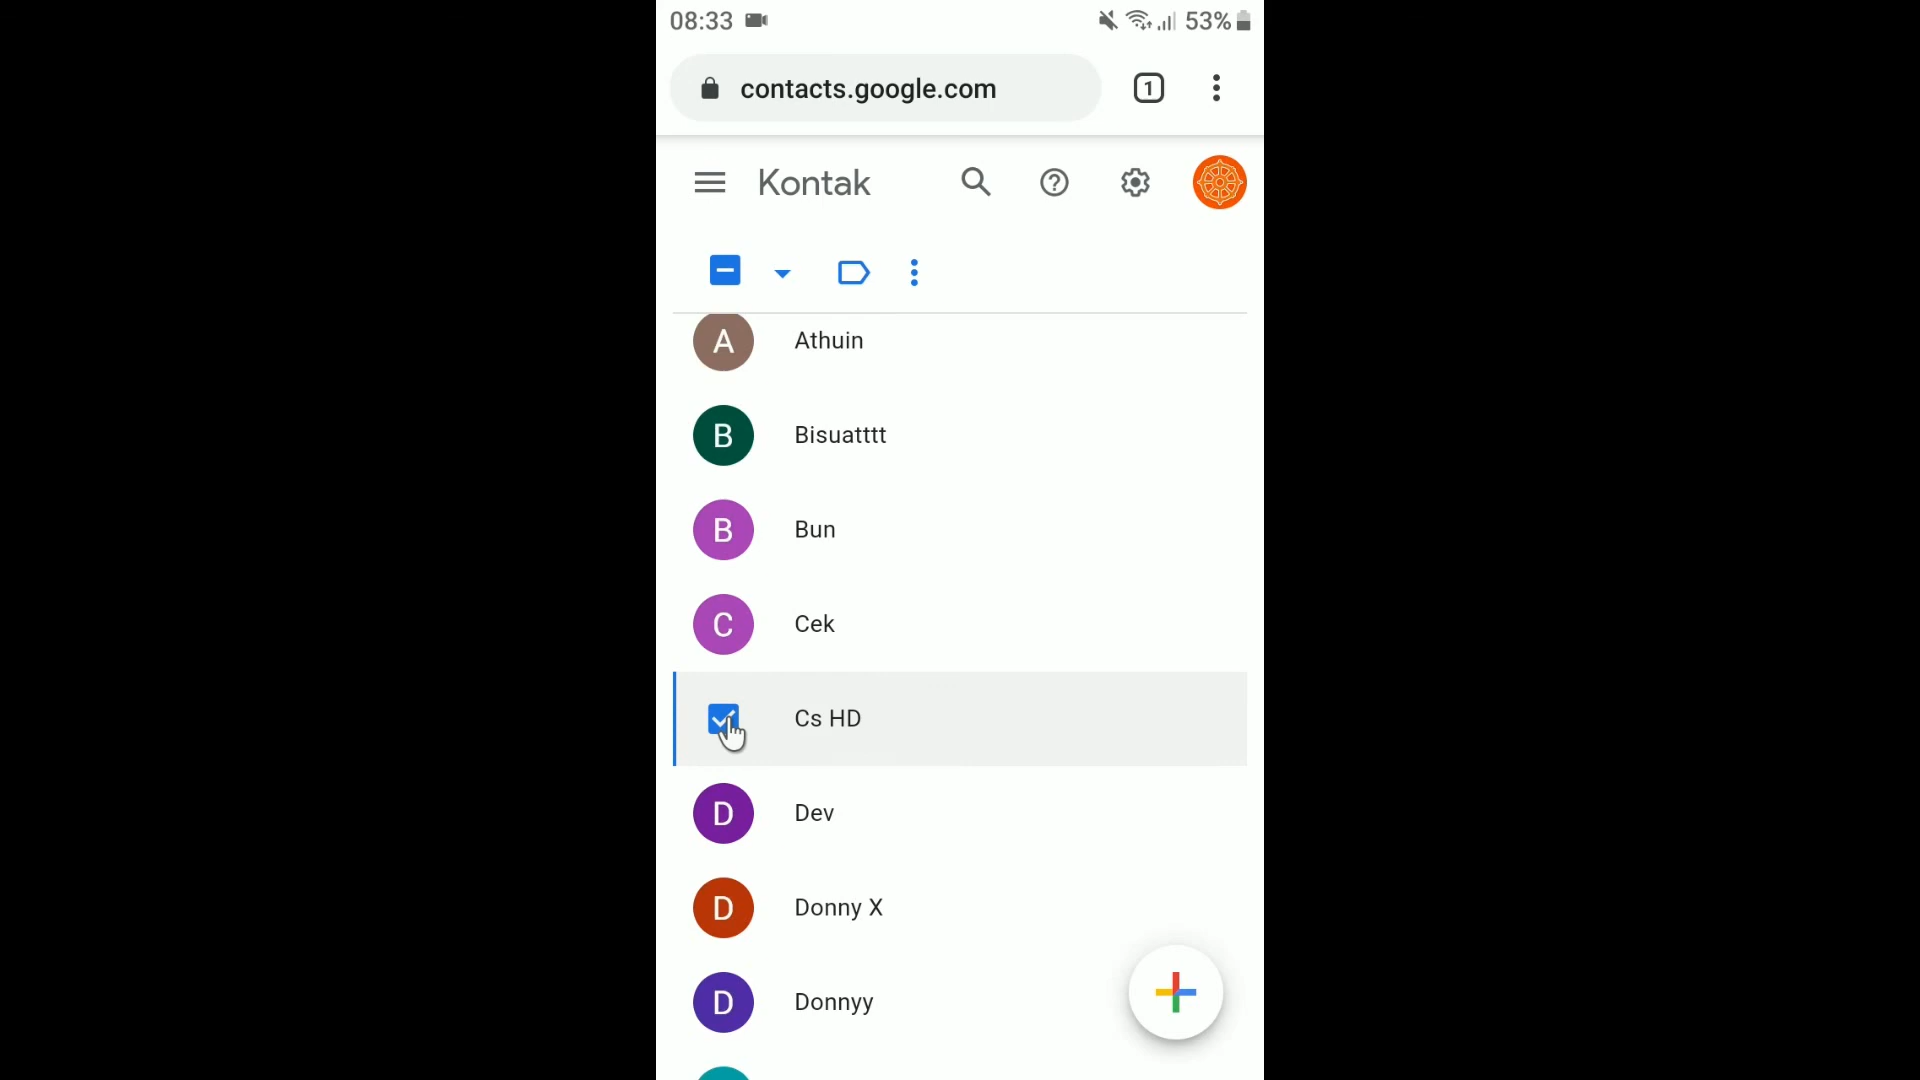 08:33 53%
contacts.google.com 1
Kontak
A Athuin
B Bisuatttt
B Bun
C Cek
Cs HD
D Dev
D Donny X
D Donnyy